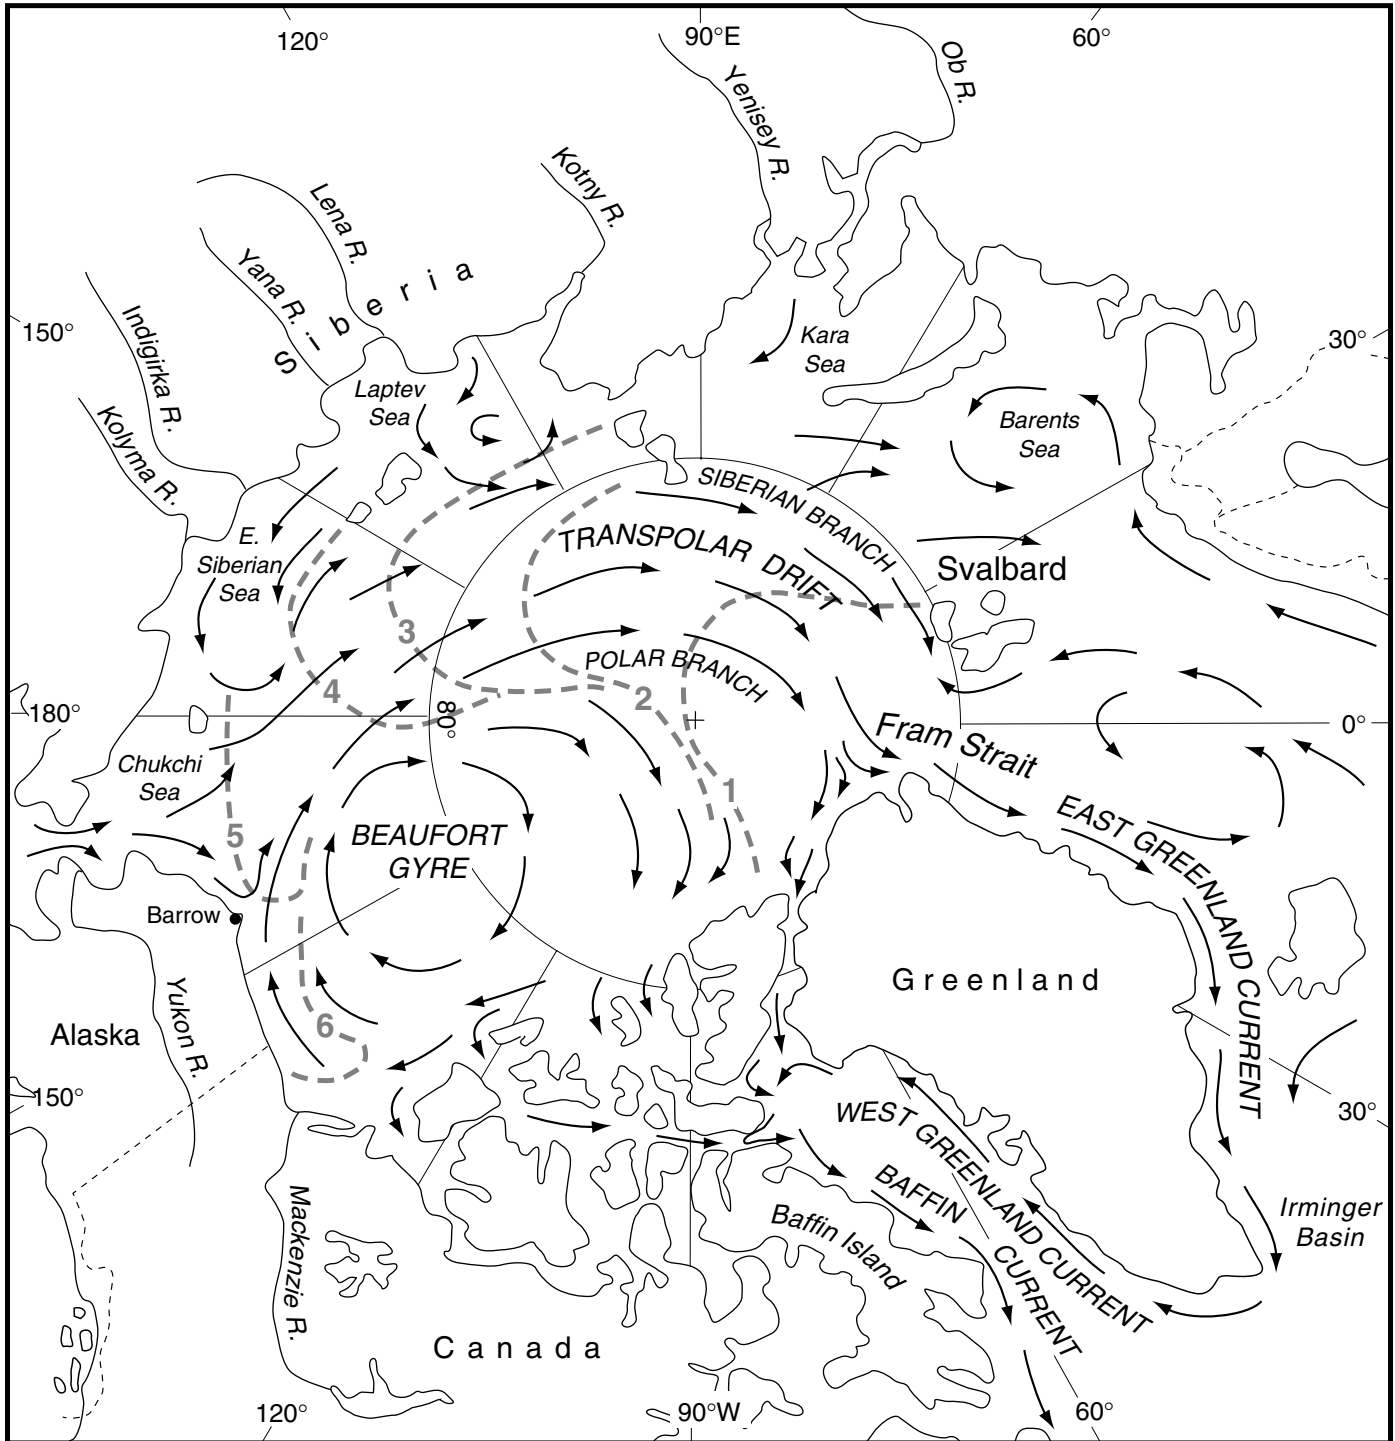 120°
90°E
60°
Ob R.
Yenisey R.
Kotny R.
Lena R.
Yana R.
Siberia
Indigirka R.
Kolyma R.
150°
30°
Kara
Sea
Laptev
Sea
Barents
Sea
SIBERIAN BRANCH
TRANSPOLAR DRIFT
E.
Siberian
Sea
Svalbard
3
POLAR BRANCH
4
2
180°
80°
0°
Fram Strait
Chukchi
Sea
1
5
BEAUFORT
GYRE
EAST GREENLAND CURRENT
Barrow
Greenland
Yukon R.
Alaska
6
150°
30°
WEST GREENLAND CURRENT
BAFFIN CURRENT
Mackenzie R.
Baffin Island
Irminger
Basin
Canada
120°
90°W
60°